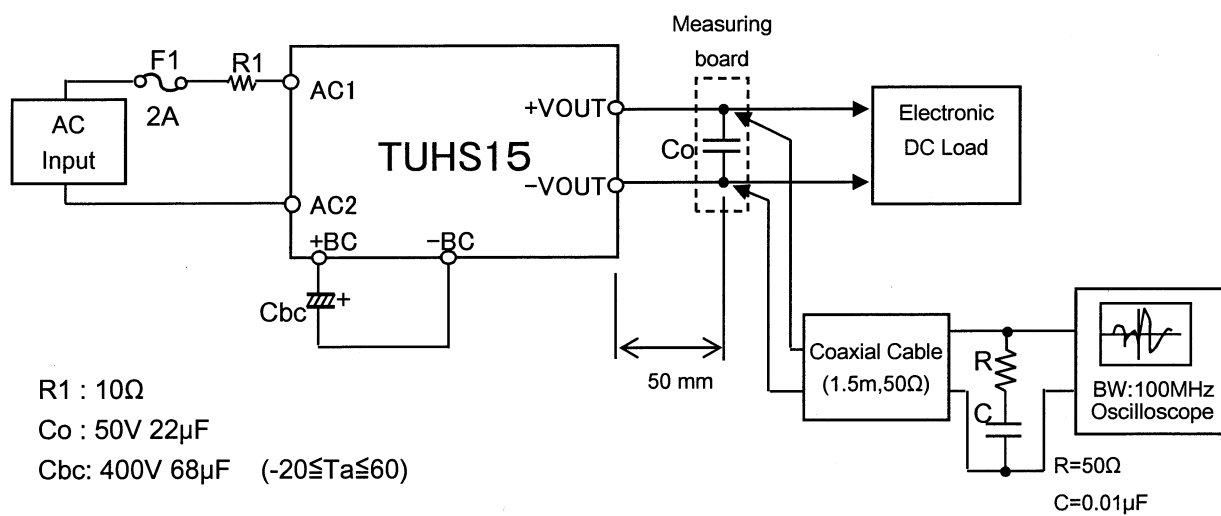 Measuring
board
F1
R1
2A
AC
Input
AC1
AC2
TUHS15
+VOUT
-VOUT
+BC
-BC
Co
Electronic
DC Load
Cbc
+
50 mm
Coaxial Cable
(1.5m,50Ω)
R
C
BW:100MHz
Oscilloscope
R=50Ω
C=0.01μF
R1 : 10Ω
Co : 50V 22μF
Cbc: 400V 68μF (-20≦Ta≦60)